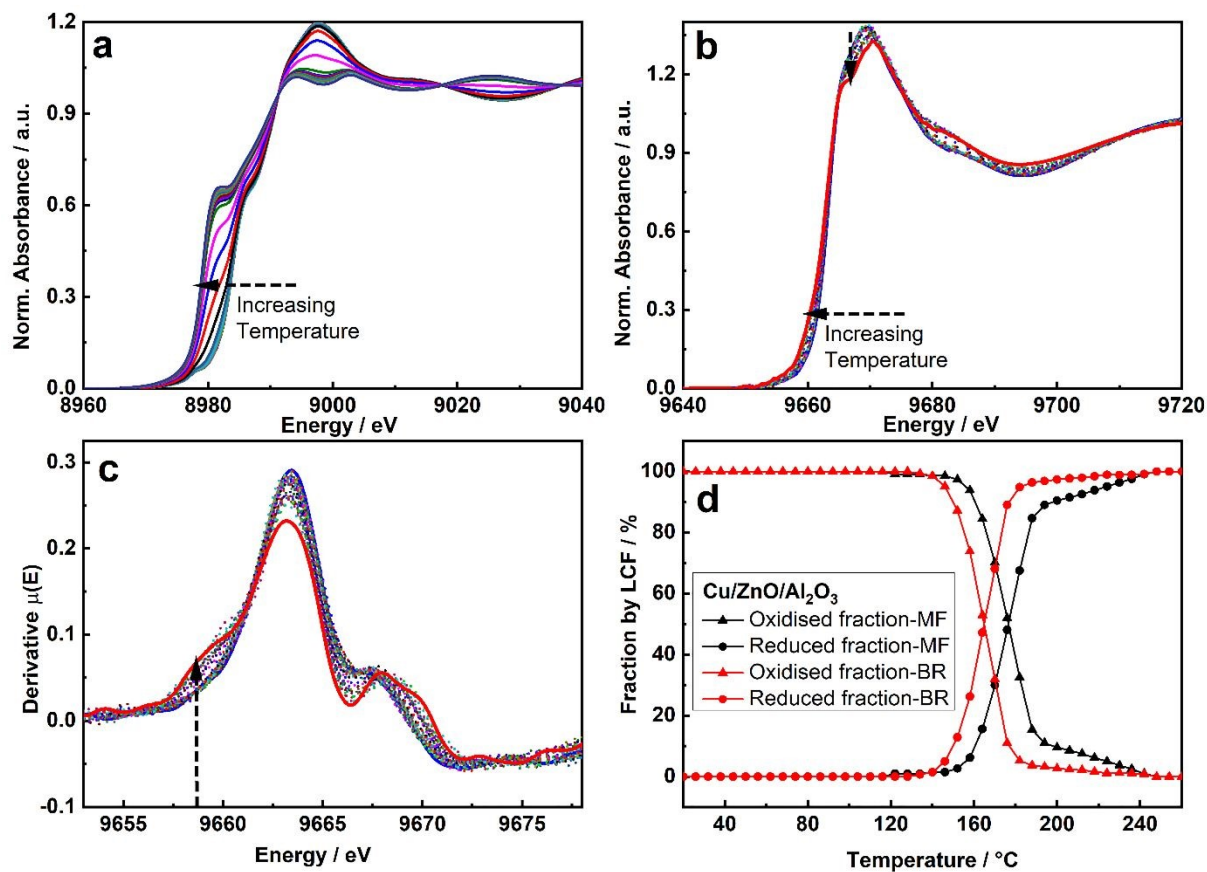 a
Norm. Absorbance / a.u.
1.2
0.9
0.6
0.3
0.0
Increasing
Temperature
8960 8980 9000 9020 9040
Energy / eV
b
Norm. Absorbance / a.u.
1.2
0.9
0.6
0.3
0.0
Increasing
Temperature
9640 9660 9680 9700 9720
Energy / eV
c
Derivative μ(E)
0.3
0.2
0.1
0.0
-0.1
9655 9660 9665 9670 9675
Energy / eV
d
Fraction by LCF / %
100
80
60
40
20
0
Cu/ZnO/Al₂O₃
Oxidised fraction-MF
Reduced fraction-MF
Oxidised fraction-BR
Reduced fraction-BR
40 80 120 160 200 240
Temperature / °C